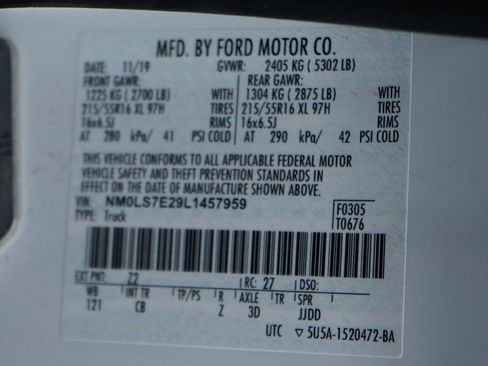 MFD. BY FORD MOTOR CO.
DATE: 11/19 GVWR: 2405 KG ( 5302 LB)
FRONT GAWR: REAR GAWR:
1225 KG ( 2700 LB) WITH 1304 KG ( 2875 LB) WITH
215/55R16 XL 97H TIRES 215/55R16 XL 97H TIRES
16x6.5J RIMS 16x6.5J RIMS
AT 280 kPa/ 41 PSI COLD AT 290 kPa/ 42 PSI COLD
THIS VEHICLE CONFORMS TO ALL APPLICABLE FEDERAL MOTOR
VEHICLE SAFETY AND THEFT PREVENTION STANDARDS IN
EFFECT ON THE DATE OF MANUFACTURE SHOWN ABOVE.
VIN: NM0LS7E29L1457959 F0305
TYPE: Truck T0676
EXT PNT: Z2 RC: 27 DSO:
WB INT TR TP/PS R AXLE TR SPR
121 CB Z 3D JJDD
UTC ▽ 5U5A-1520472-BA